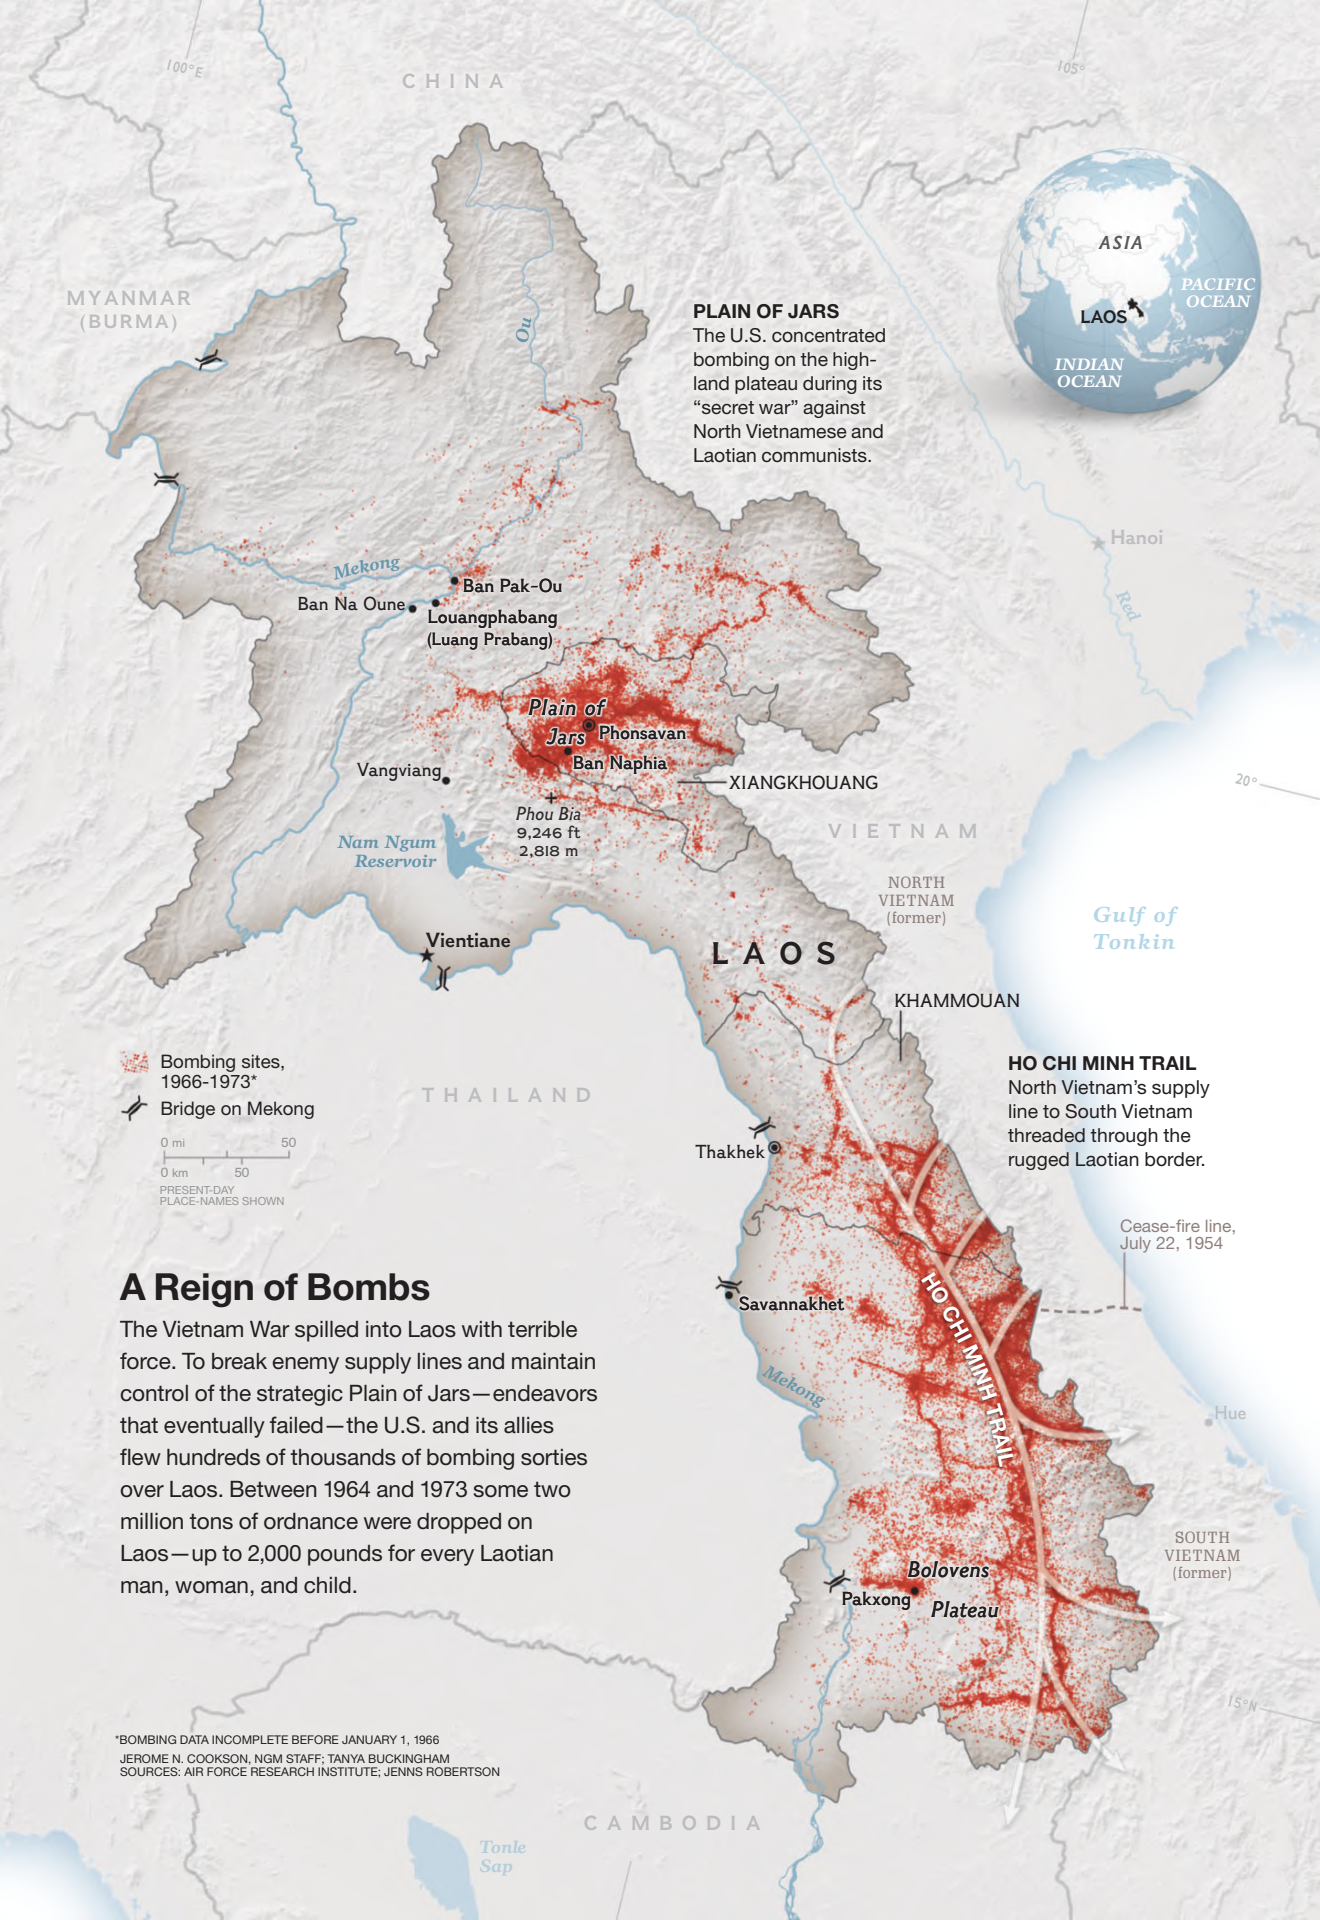 100°E
CHINA
105°
MYANMAR
(BURMA)
ASIA
PACIFIC
OCEAN
LAOS
INDIAN
OCEAN
Ou
PLAIN OF JARS
The U.S. concentrated
bombing on the high-
land plateau during its
“secret war” against
North Vietnamese and
Laotian communists.
Hanoi
Red
Mekong
Ban Pak-Ou
Ban Na Oune
Louangphabang
(Luang Prabang)
Plain of
Jars
Phonsavan
Ban Naphia
Vangviang
XIANGKHOUANG
20°
Phou Bia
9,246 ft
2,818 m
Nam Ngum
Reservoir
VIETNAM
NORTH
VIETNAM
(former)
Gulf of
Tonkin
Vientiane
LAOS
KHAMMOUAN
Bombing sites,
1966-1973*
Bridge on Mekong
0 mi 50
0 km 50
PRESENT-DAY
PLACE-NAMES SHOWN
THAILAND
HO CHI MINH TRAIL
North Vietnam’s supply
line to South Vietnam
threaded through the
rugged Laotian border.
Thakhek
Cease-fire line,
July 22, 1954
Savannakhet
HO CHI MINH TRAIL
Mekong
Hue
A Reign of Bombs
The Vietnam War spilled into Laos with terrible
force. To break enemy supply lines and maintain
control of the strategic Plain of Jars—endeavors
that eventually failed—the U.S. and its allies
flew hundreds of thousands of bombing sorties
over Laos. Between 1964 and 1973 some two
million tons of ordnance were dropped on
Laos—up to 2,000 pounds for every Laotian
man, woman, and child.
SOUTH
VIETNAM
(former)
Bolovens
Plateau
Pakxong
15°N
*BOMBING DATA INCOMPLETE BEFORE JANUARY 1, 1966
JEROME N. COOKSON, NGM STAFF; TANYA BUCKINGHAM
SOURCES: AIR FORCE RESEARCH INSTITUTE; JENNS ROBERTSON
CAMBODIA
Tonle
Sap